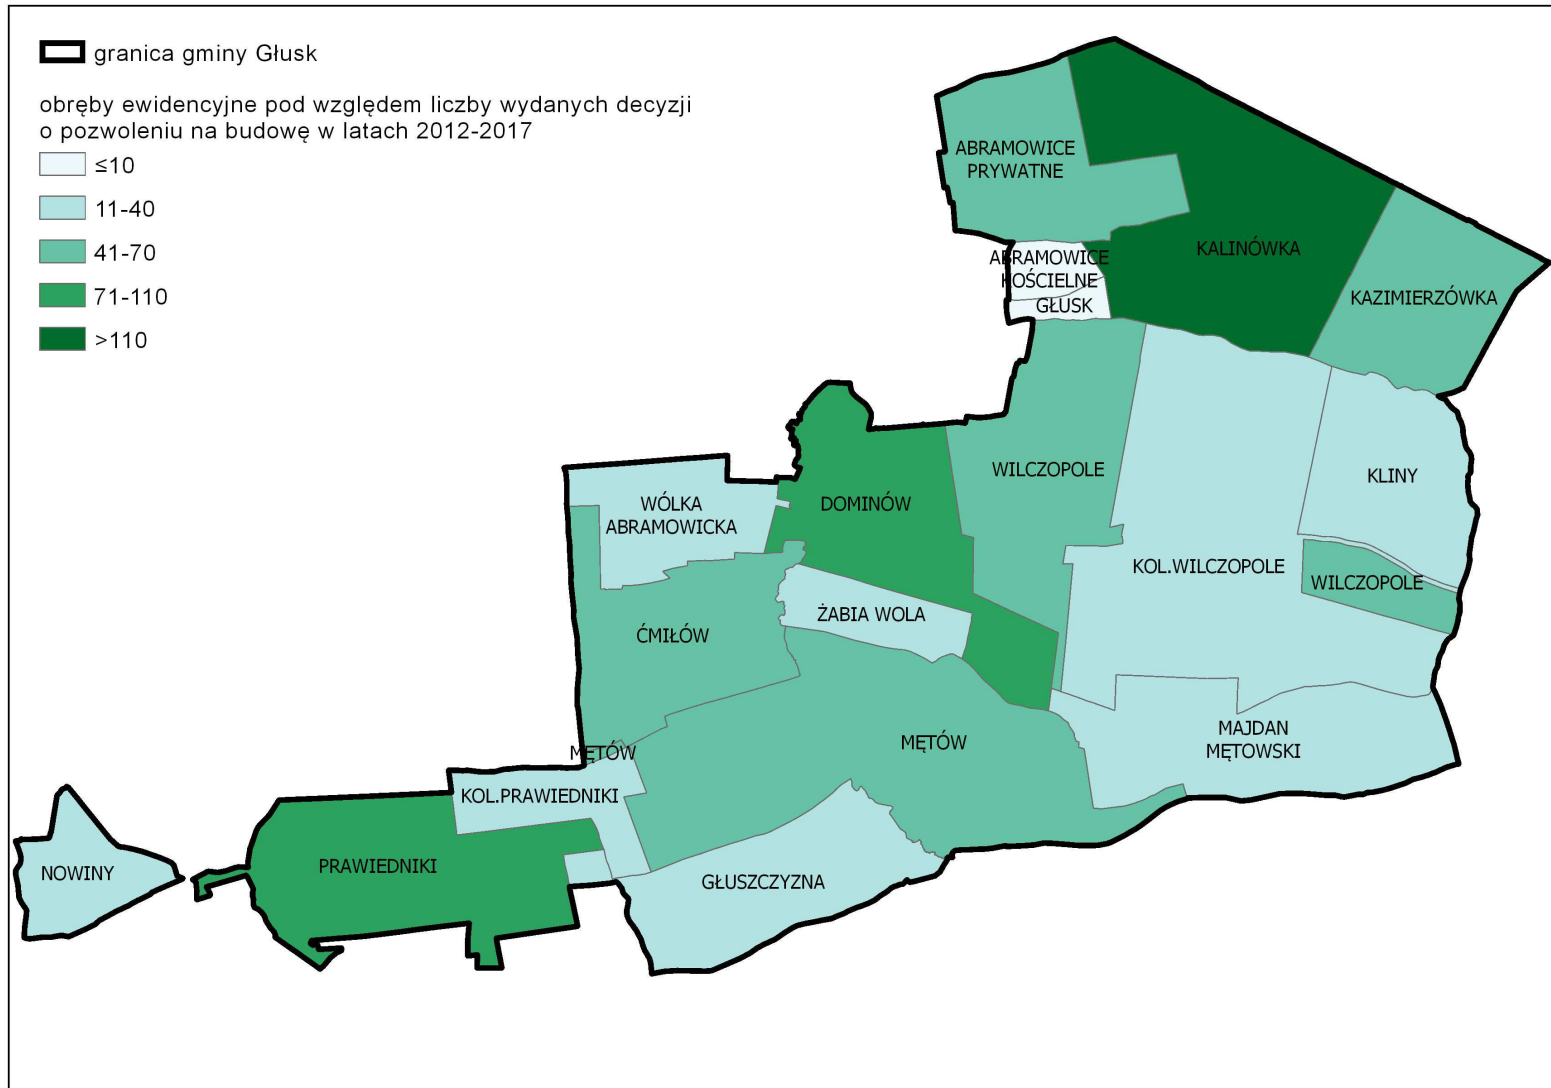 granica gminy Głusk
obręby ewidencyjne pod względem liczby wydanych decyzji
o pozwoleniu na budowę w latach 2012-2017
≤10
11-40
41-70
71-110
>110
ABRAMOWICE
PRYWATNE
KALINÓWKA
ABRAMOWICE
KOŚCIELNE
GŁUSK
KAZIMIERZÓWKA
WILCZOPOLE
KLINY
WÓLKA
ABRAMOWICKA
DOMINÓW
KOL.WILCZOPOLE
WILCZOPOLE
ŻABIA WOLA
ĆMIŁÓW
MAJDAN
MĘTOWSKI
MĘTÓW
MĘTÓW
KOL.PRAWIEDNIKI
PRAWIEDNIKI
NOWINY
GŁUSZCZYZNA